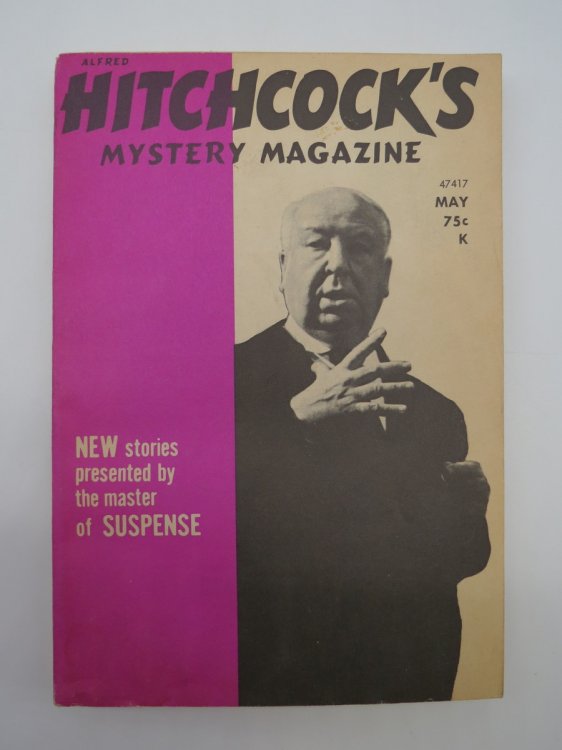 ALFRED
HITCHCOCK'S
MYSTERY MAGAZINE
47417
MAY
75c
K
NEW stories
presented by
the master
of SUSPENSE